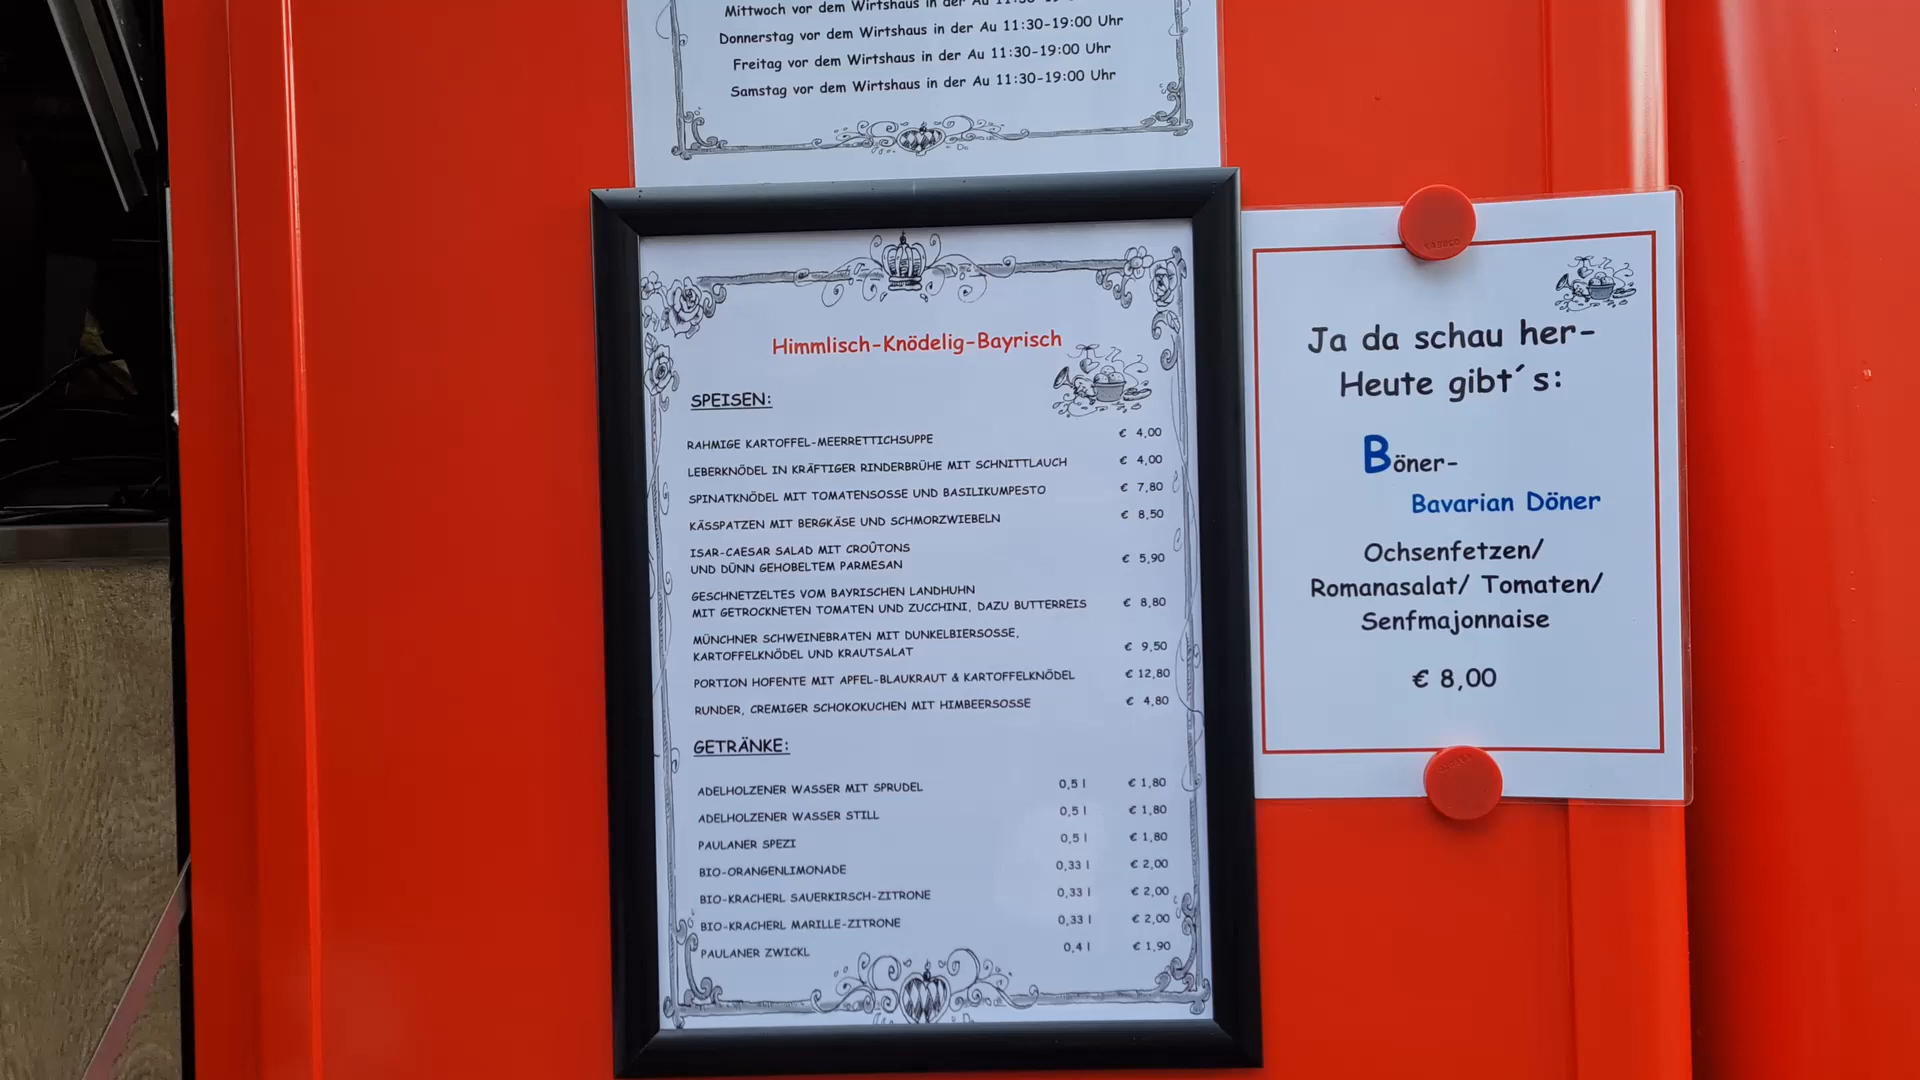 Mittwoch vor dem Wirtshaus in der Au
Donnerstag vor dem Wirtshaus in der Au 11:30-19:00 Uhr
Freitag vor dem Wirtshaus in der Au 11:30-19:00 Uhr
Samstag vor dem Wirtshaus in der Au 11:30-19:00 Uhr
Himmlisch-Knödelig-Bayrisch
SPEISEN:
RAHMIGE KARTOFFEL-MEERRETTICHSUPPE € 4,00
LEBERKNÖDEL IN KRÄFTIGER RINDERBRÜHE MIT SCHNITTLAUCH € 4,00
SPINATKNÖDEL MIT TOMATENSOSSE UND BASILIKUMPESTO € 7,80
KÄSSPATZEN MIT BERGKÄSE UND SCHMORZWIEBELN € 8,50
ISAR-CAESAR SALAD MIT CROÛTONS
UND DÜNN GEHOBELTEM PARMESAN € 5,90
GESCHNETZELTES VOM BAYRISCHEN LANDHUHN
MIT GETROCKNETEN TOMATEN UND ZUCCHINI, DAZU BUTTERREIS € 8,80
MÜNCHNER SCHWEINEBRATEN MIT DUNKELBIERSOSSE,
KARTOFFELKNÖDEL UND KRAUTSALAT € 9,50
PORTION HOFENTE MIT APFEL-BLAUKRAUT & KARTOFFELKNÖDEL € 12,80
RUNDER, CREMIGER SCHOKOKUCHEN MIT HIMBEERSOSSE € 4,80
GETRÄNKE:
ADELHOLZENER WASSER MIT SPRUDEL 0,5 l € 1,80
ADELHOLZENER WASSER STILL 0,5 l € 1,80
PAULANER SPEZI 0,5 l € 1,80
BIO-ORANGENLIMONADE 0,33 l € 2,00
BIO-KRACHERL SAUERKIRSCH-ZITRONE 0,33 l € 2,00
BIO-KRACHERL MARILLE-ZITRONE 0,33 l € 2,00
PAULANER ZWICKL 0,4 l € 1,90
Ja da schau her-
Heute gibt´s:
Böner-
Bavarian Döner
Ochsenfetzen/
Romanasalat/ Tomaten/
Senfmajonnaise
€ 8,00